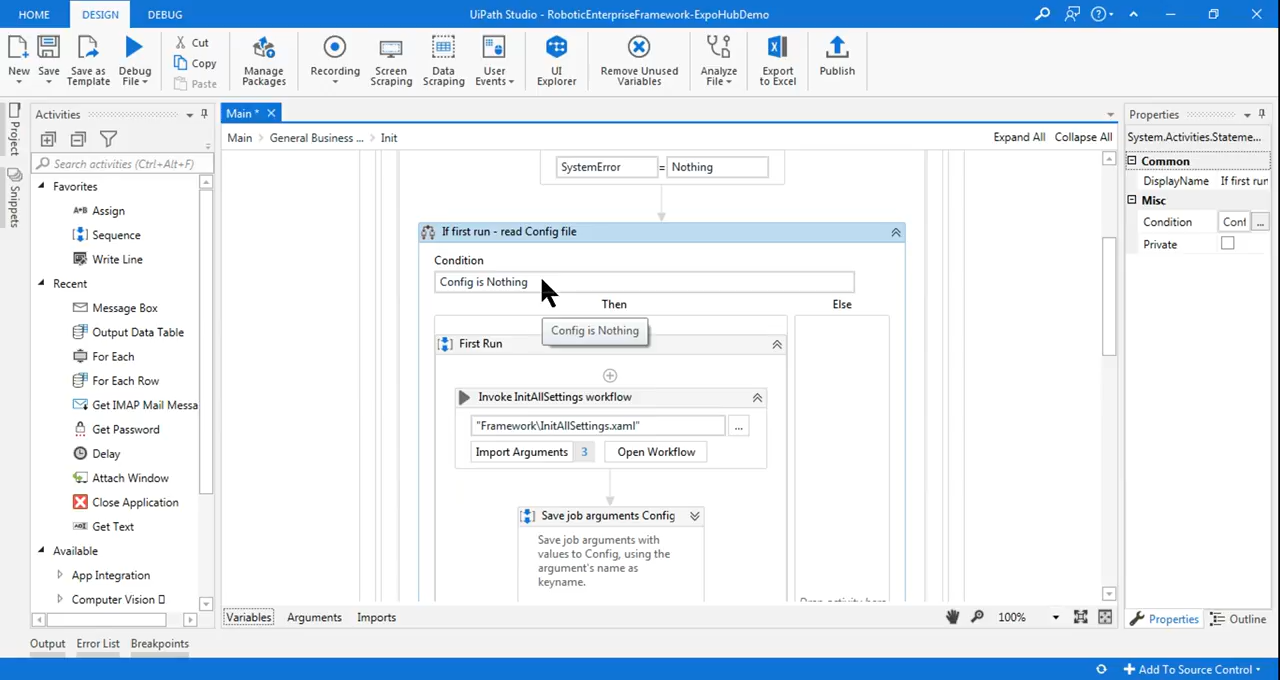 HOME DESIGN DEBUG
UiPath Studio - RoboticEnterpriseFramework-ExpoHubDemo
New
Save
Save as Template
Debug File
Cut
Copy
Paste
Manage Packages
Recording
Screen Scraping
Data Scraping
User Events
UI Explorer
Remove Unused Variables
Analyze File
Export to Excel
Publish
Project
Snippets
Activities
Search activities (Ctrl+Alt+F)
Favorites
A+B Assign
Sequence
Write Line
Recent
Message Box
Output Data Table
For Each
For Each Row
Get IMAP Mail Messa
Get Password
Delay
Attach Window
Close Application
Get Text
Available
App Integration
Computer Vision
Main *
Main > General Business ... > Init
Expand All Collapse All
SystemError = Nothing
If first run - read Config file
Condition
Config is Nothing
Then Else
Config is Nothing
First Run
Invoke InitAllSettings workflow
"Framework\InitAllSettings.xaml" ...
Import Arguments 3 Open Workflow
Save job arguments Config
Save job arguments with
values to Config, using the
argument's name as
keyname.
Drop activity here
Variables Arguments Imports
100%
Properties
System.Activities.Stateme...
Common
DisplayName If first run
Misc
Condition Conf ...
Private
Properties Outline
Output Error List Breakpoints
Add To Source Control